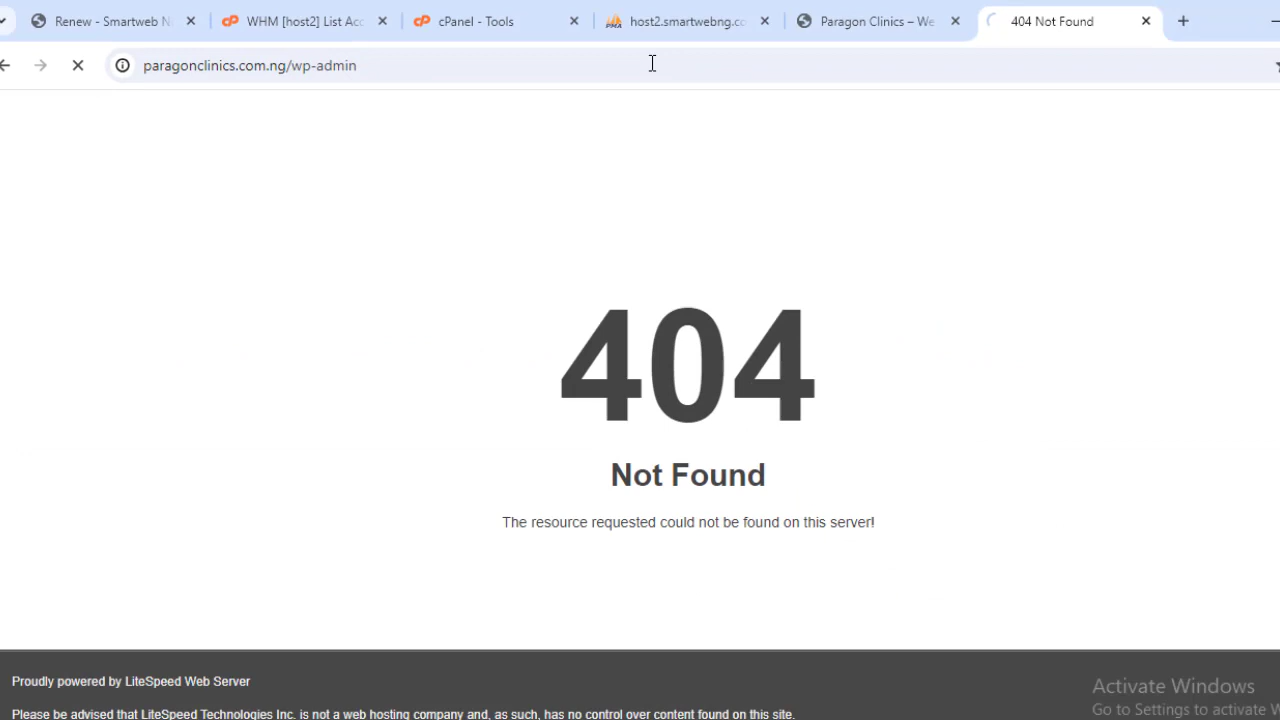 Renew - Smartweb N
WHM [host2] List Acc
cPanel - Tools
host2.smartwebng.co
Paragon Clinics – We
404 Not Found
paragonclinics.com.ng/wp-admin
404
Not Found
The resource requested could not be found on this server!
Proudly powered by LiteSpeed Web Server
Activate Windows
Go to Settings to activate W
Please be advised that LiteSpeed Technologies Inc. is not a web hosting company and, as such, has no control over content found on this site.